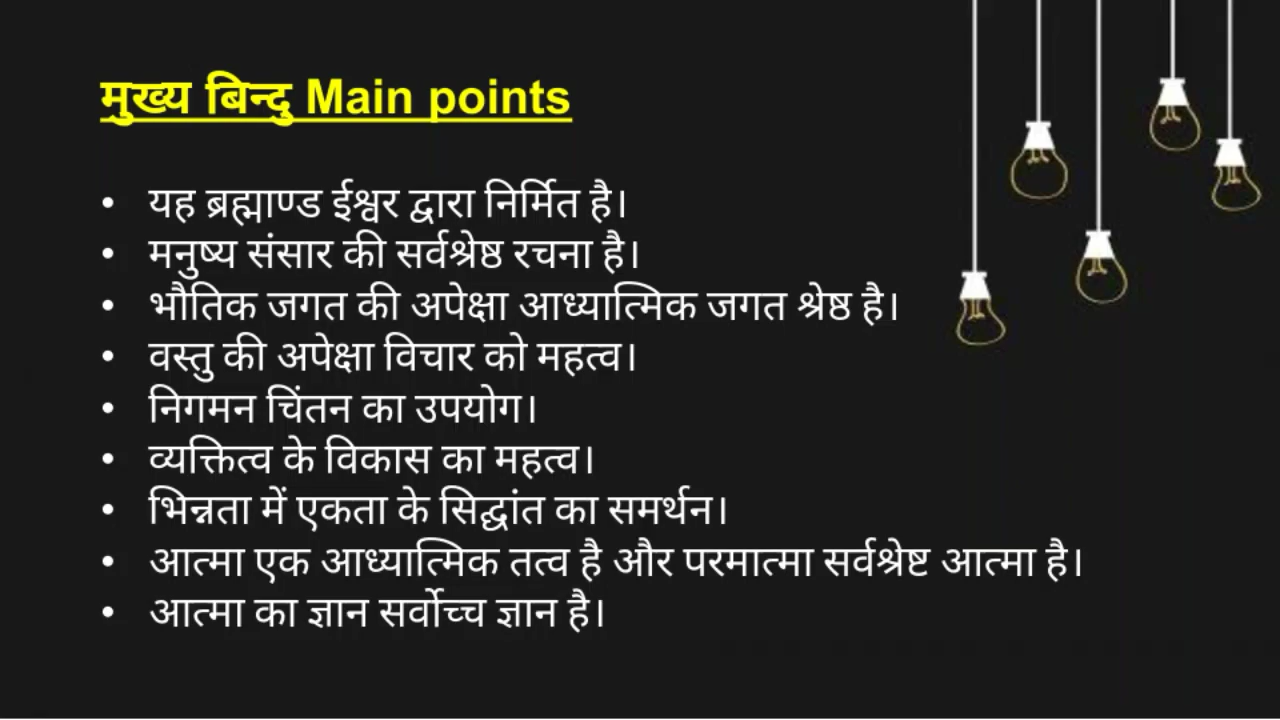 मुख्य बिन्दु Main points
• यह ब्रह्माण्ड ईश्वर द्वारा निर्मित है।
• मनुष्य संसार की सर्वश्रेष्ठ रचना है।
• भौतिक जगत की अपेक्षा आध्यात्मिक जगत श्रेष्ठ है।
• वस्तु की अपेक्षा विचार को महत्व।
• निगमन चिंतन का उपयोग।
• व्यक्तित्व के विकास का महत्व।
• भिन्नता में एकता के सिद्धांत का समर्थन।
• आत्मा एक आध्यात्मिक तत्व है और परमात्मा सर्वश्रेष्ट आत्मा है।
• आत्मा का ज्ञान सर्वोच्च ज्ञान है।